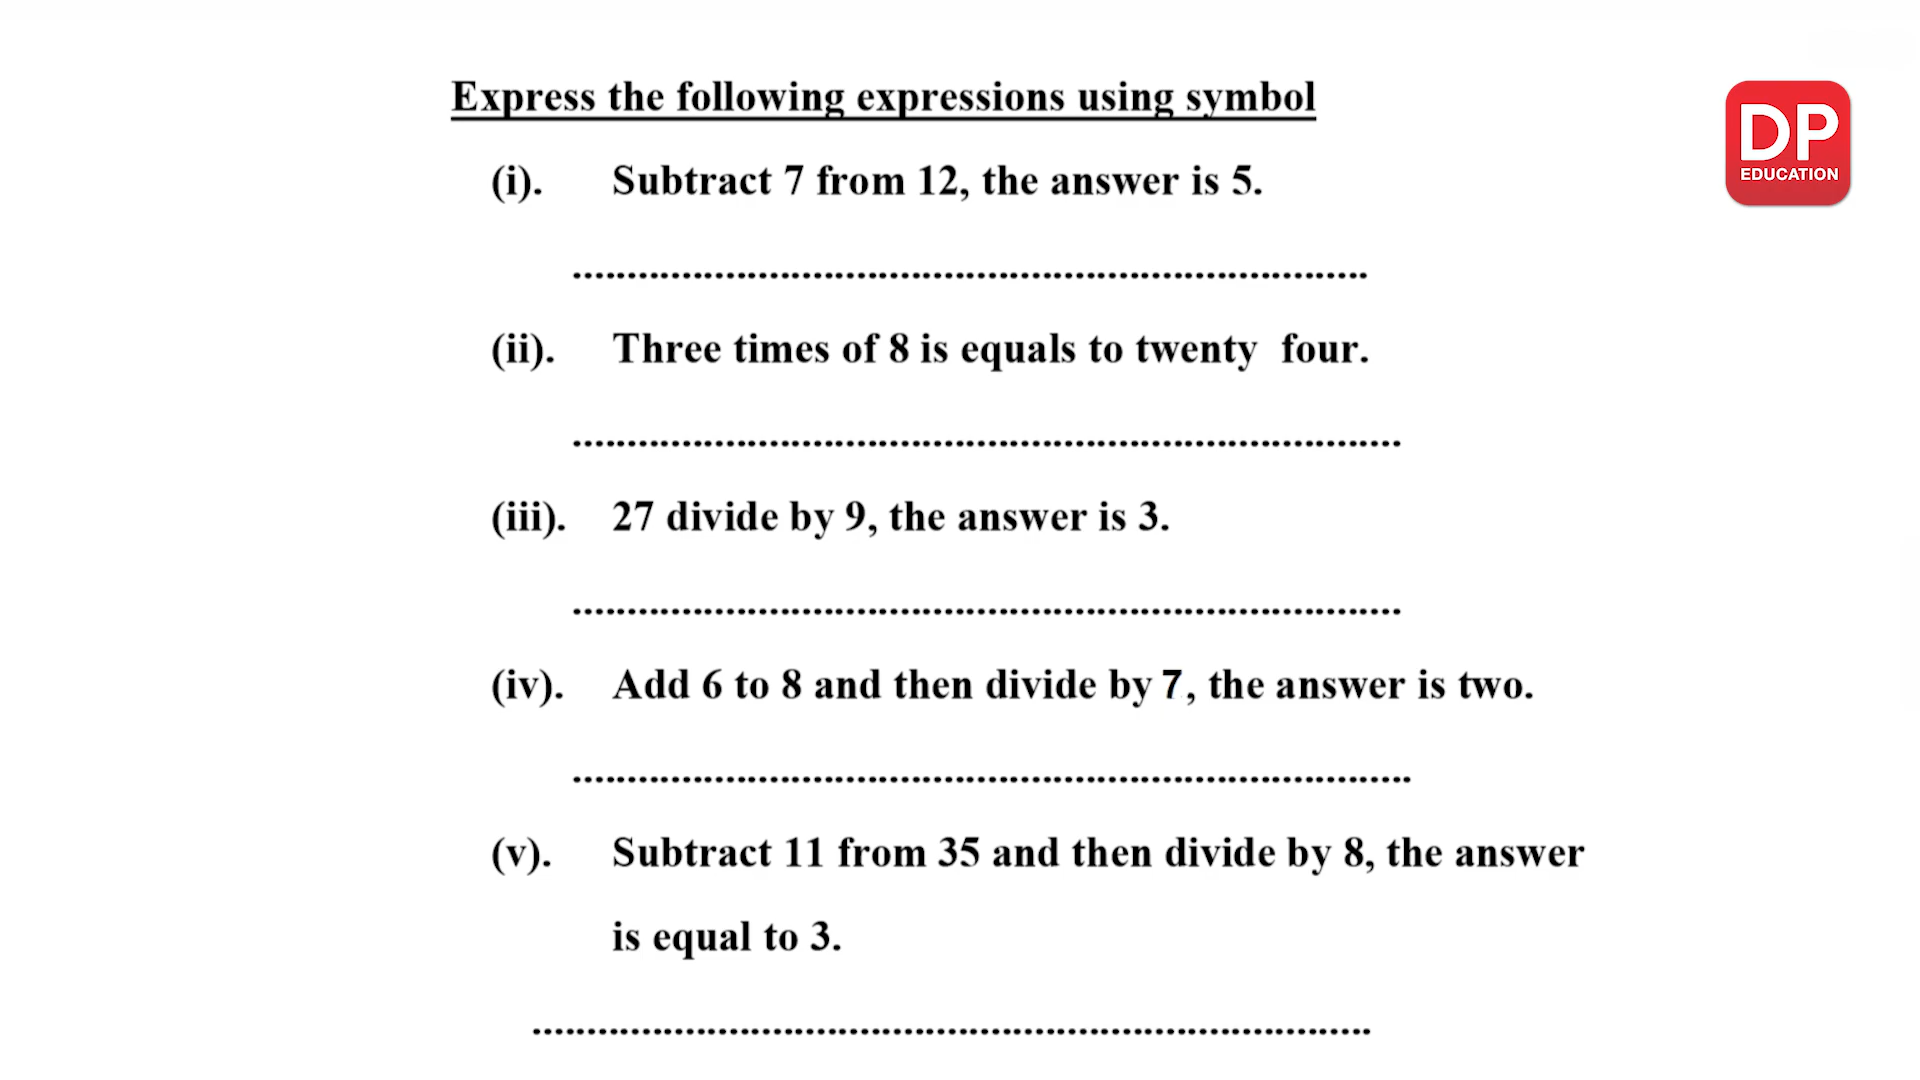 Express the following expressions using symbol
DP
EDUCATION
(i). Subtract 7 from 12, the answer is 5.
................................................................................
(ii). Three times of 8 is equals to twenty  four.
................................................................................
(iii). 27 divide by 9, the answer is 3.
................................................................................
(iv). Add 6 to 8 and then divide by 7, the answer is two.
................................................................................
(v). Subtract 11 from 35 and then divide by 8, the answer
is equal to 3.
................................................................................